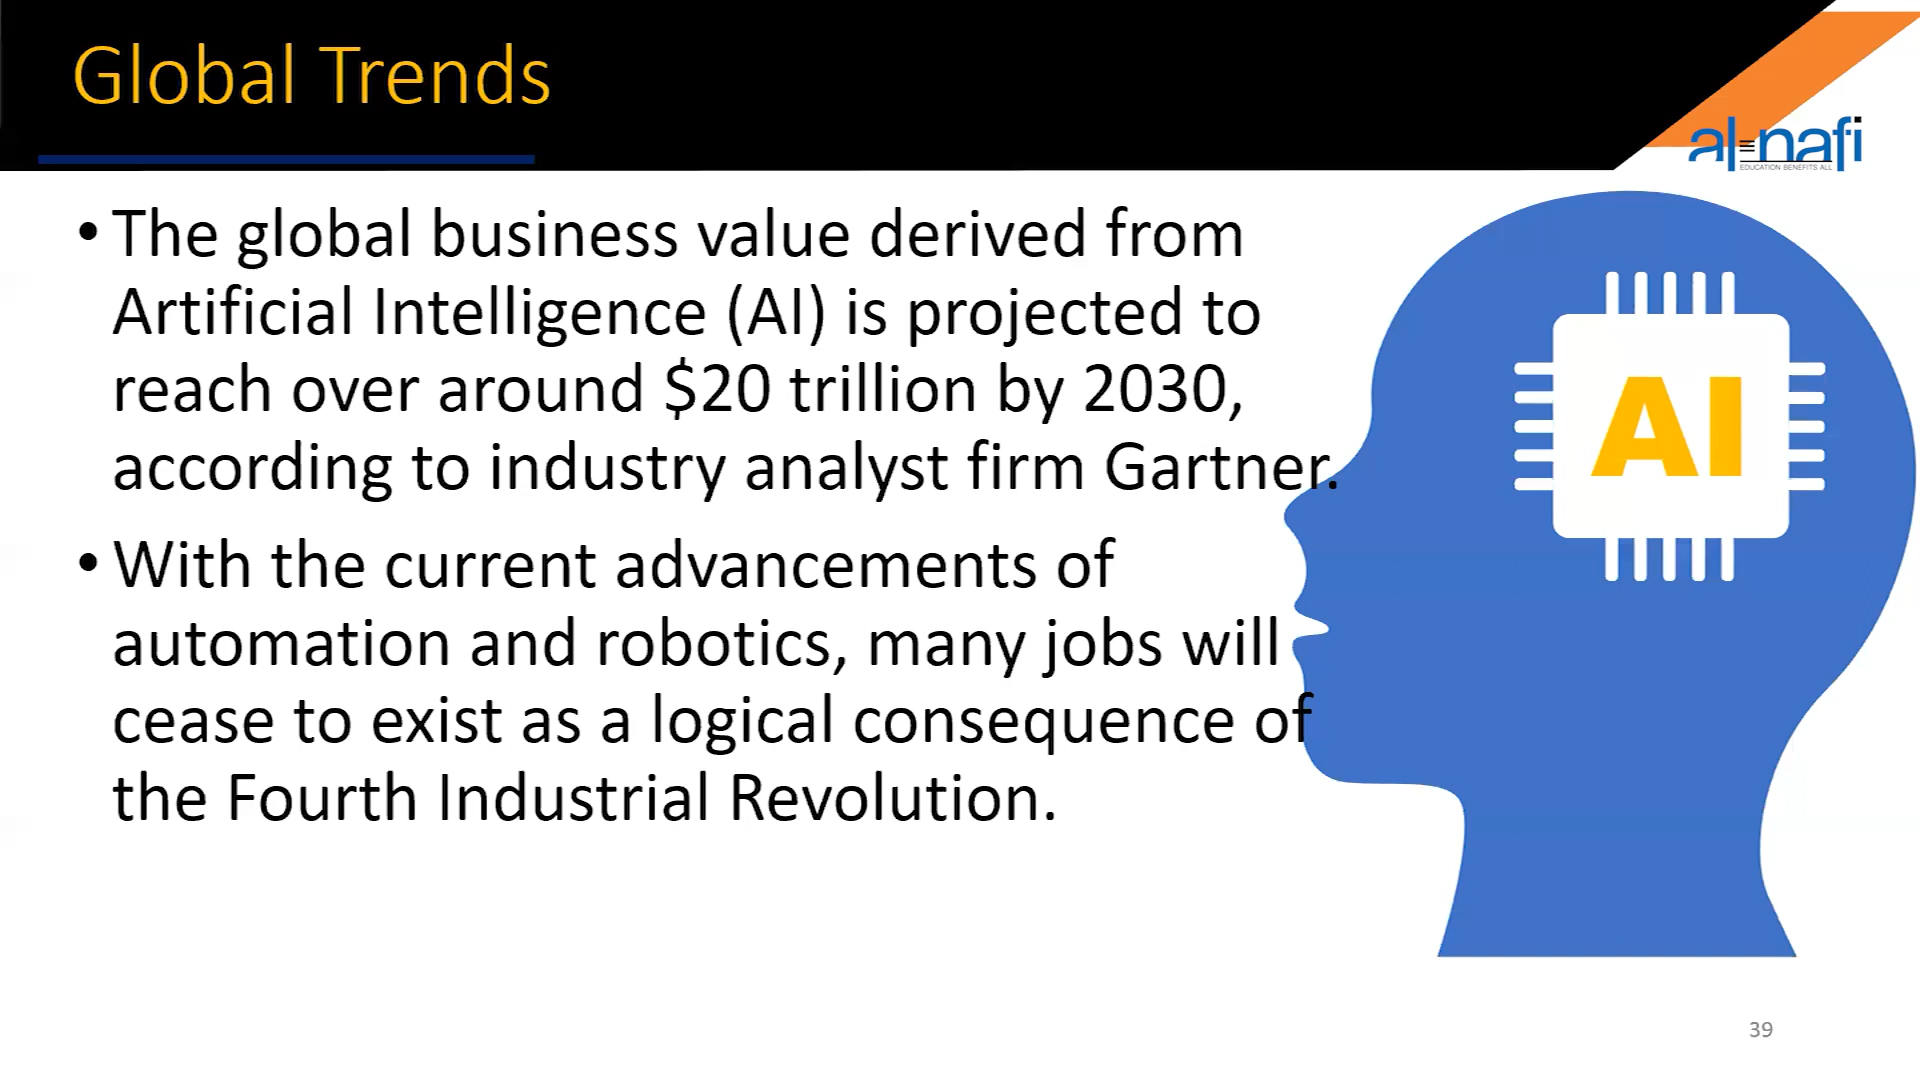 Global Trends
al-nafi
EDUCATION BENEFITS ALL
• The global business value derived from
Artificial Intelligence (AI) is projected to
reach over around $20 trillion by 2030,
according to industry analyst firm Gartner.
• With the current advancements of
automation and robotics, many jobs will
cease to exist as a logical consequence of
the Fourth Industrial Revolution.
AI
39